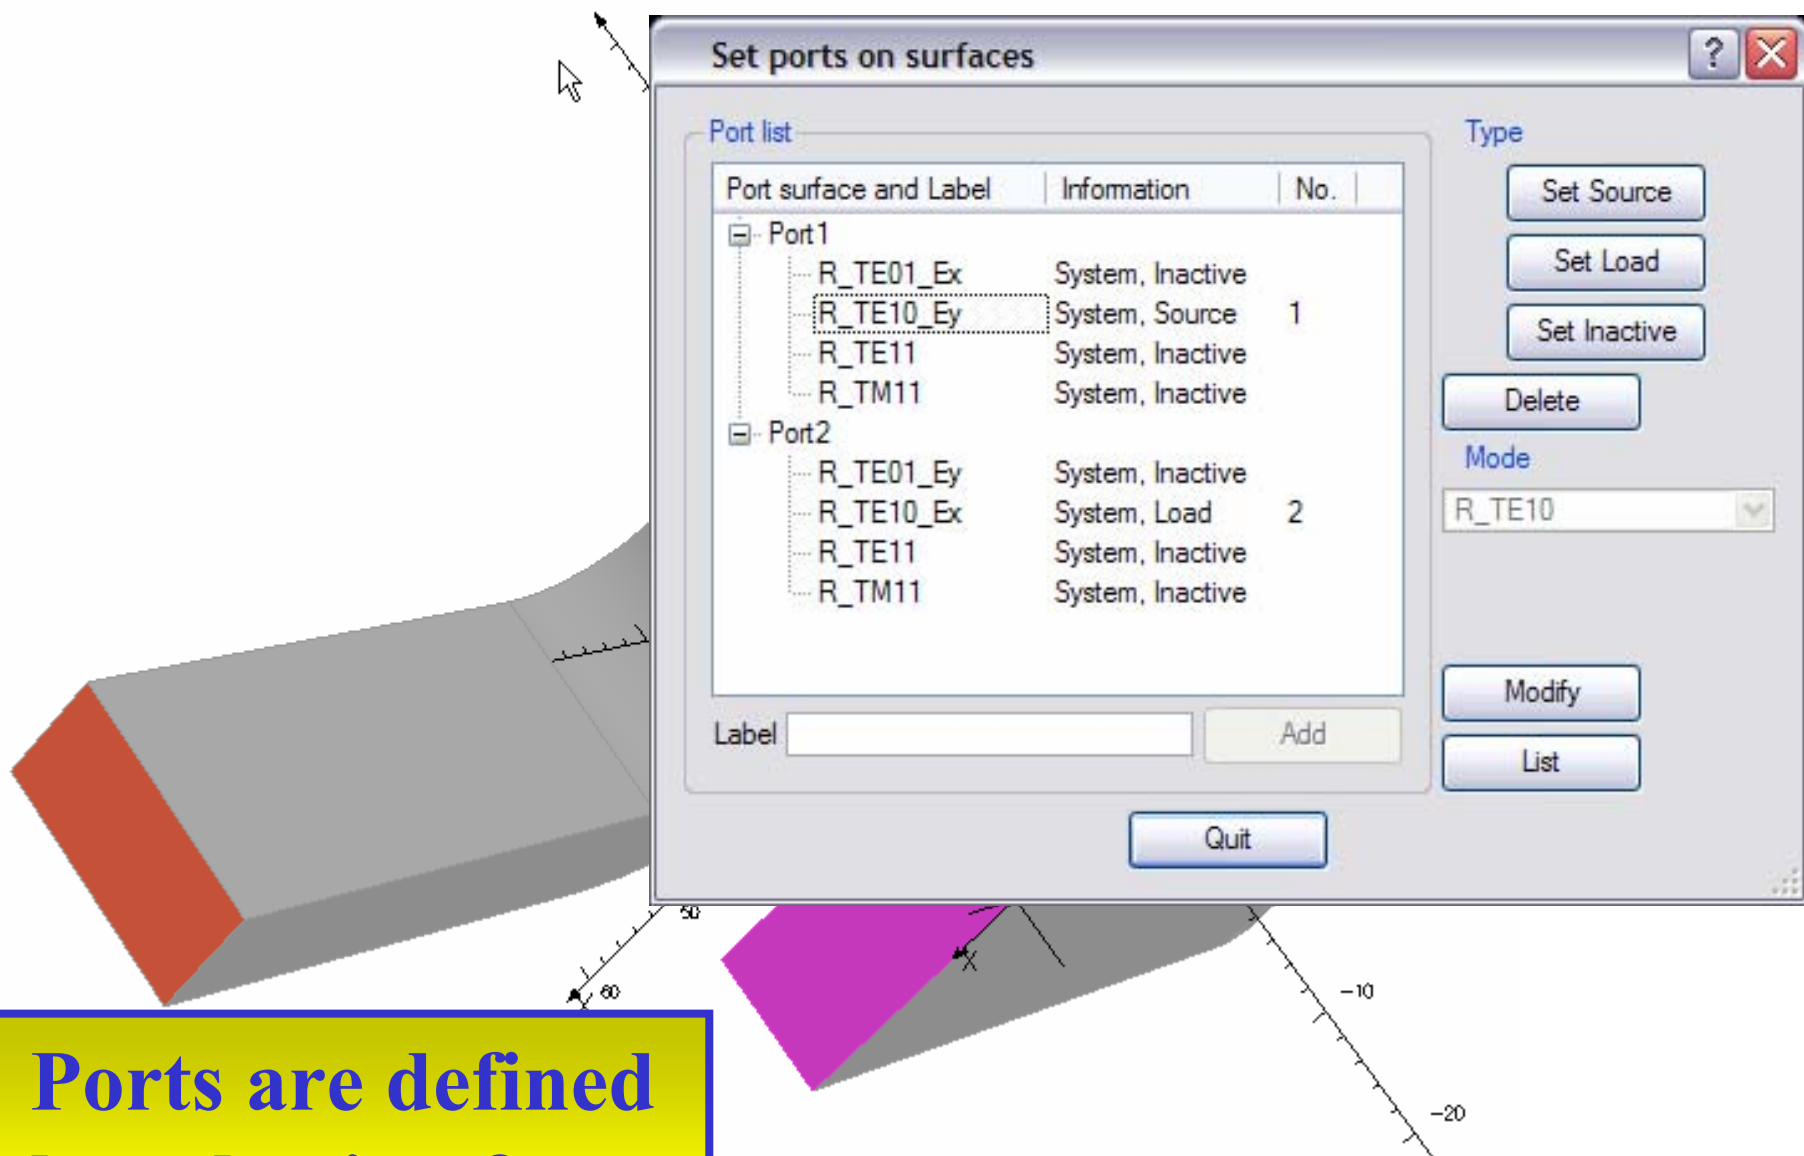 Set ports on surfaces
Port list
Type
Port surface and Label Information No.
Port1
R_TE01_Ex System, Inactive
R_TE10_Ey System, Source 1
R_TE11 System, Inactive
R_TM11 System, Inactive
Port2
R_TE01_Ey System, Inactive
R_TE10_Ex System, Load 2
R_TE11 System, Inactive
R_TM11 System, Inactive
Set Source
Set Load
Set Inactive
Delete
Mode
R_TE10
Modify
List
Label
Add
Quit
50
60
X
-10
-20
Ports are defined